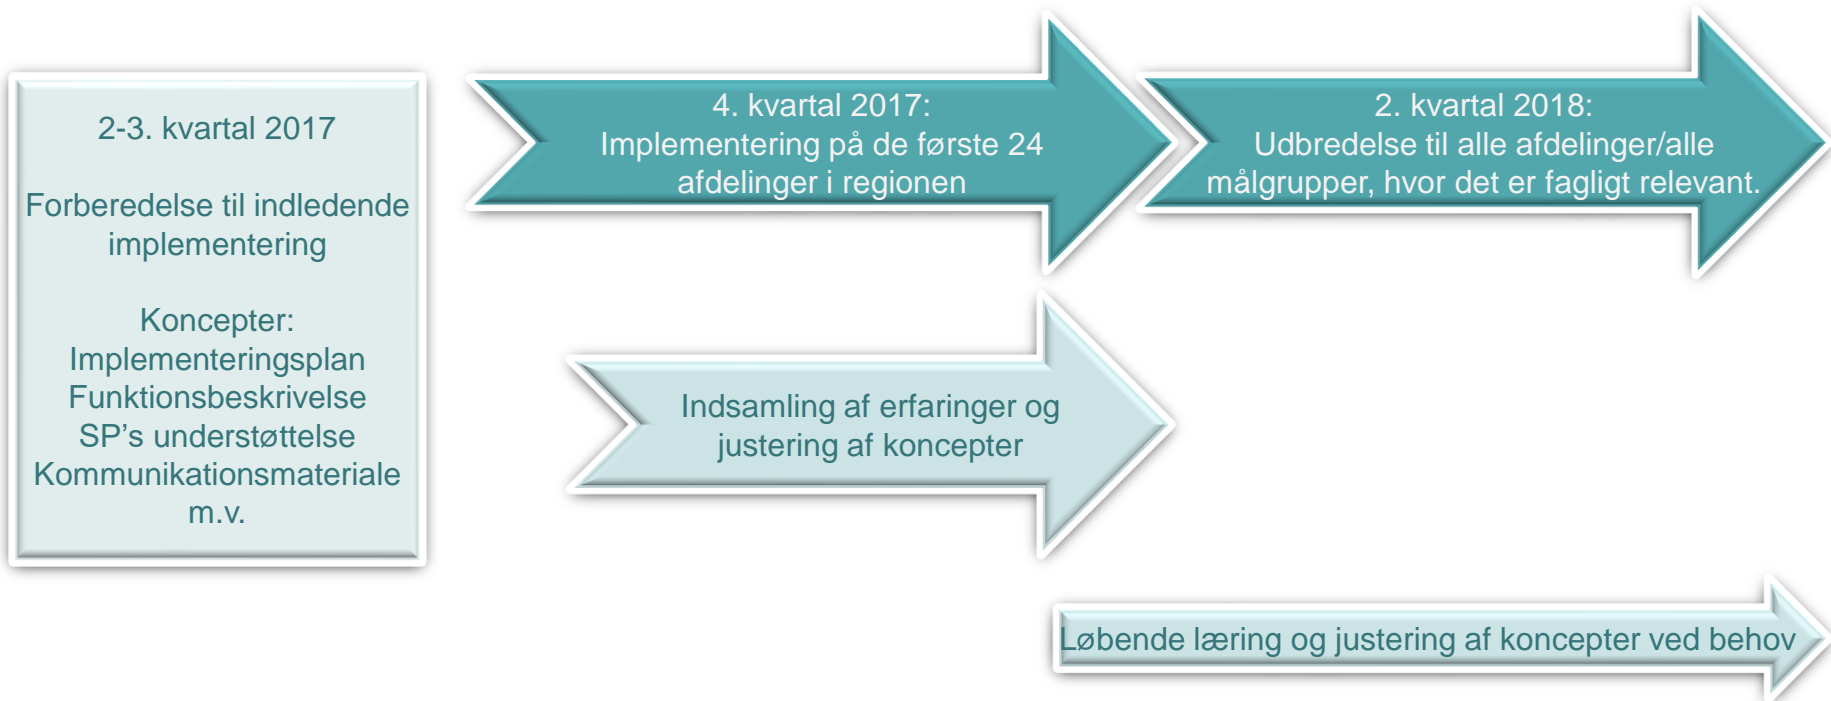 2-3. kvartal 2017
Forberedelse til indledende
implementering
Koncepter:
Implementeringsplan
Funktionsbeskrivelse
SP’s understøttelse
Kommunikationsmateriale
m.v.
4. kvartal 2017:
Implementering på de første 24
afdelinger i regionen
2. kvartal 2018:
Udbredelse til alle afdelinger/alle
målgrupper, hvor det er fagligt relevant.
Indsamling af erfaringer og
justering af koncepter
Løbende læring og justering af koncepter ved behov